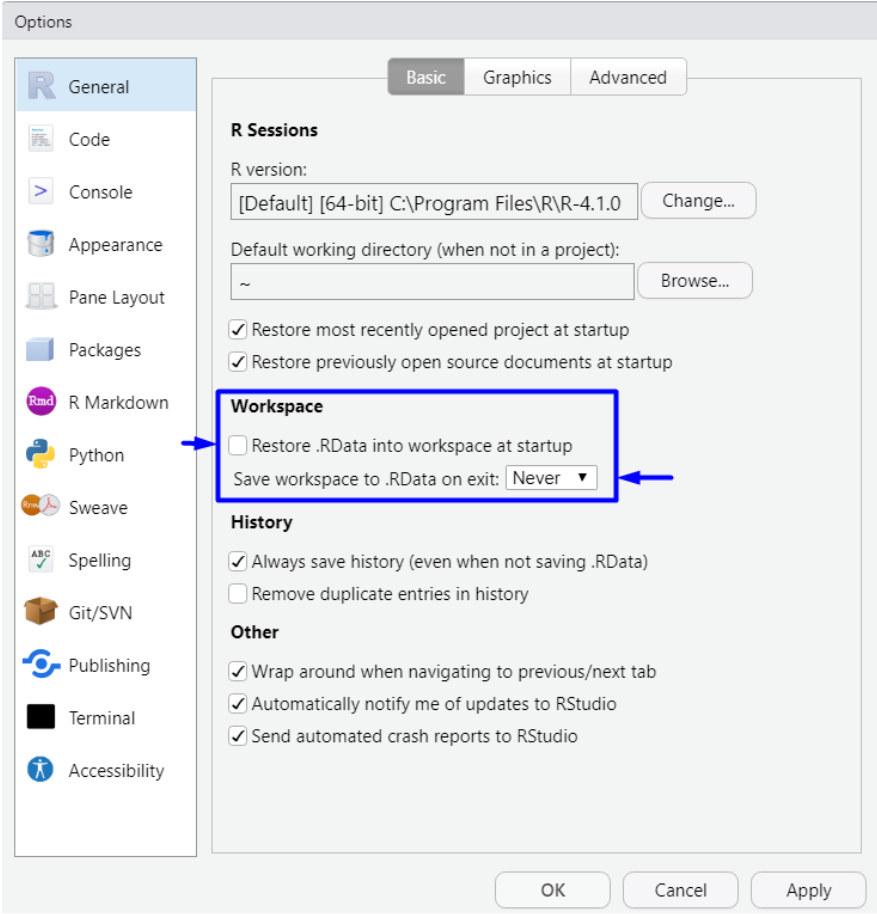 Options
General
Code
Console
Appearance
Pane Layout
Packages
Rmd R Markdown
Python
Rnw Sweave
ABC Spelling
Git/SVN
Publishing
Terminal
Accessibility
Basic Graphics Advanced
R Sessions
R version:
[Default] [64-bit] C:\Program Files\R\R-4.1.0 Change...
Default working directory (when not in a project):
~ Browse...
Restore most recently opened project at startup
Restore previously open source documents at startup
Workspace
Restore .RData into workspace at startup
Save workspace to .RData on exit: Never
History
Always save history (even when not saving .RData)
Remove duplicate entries in history
Other
Wrap around when navigating to previous/next tab
Automatically notify me of updates to RStudio
Send automated crash reports to RStudio
OK Cancel Apply